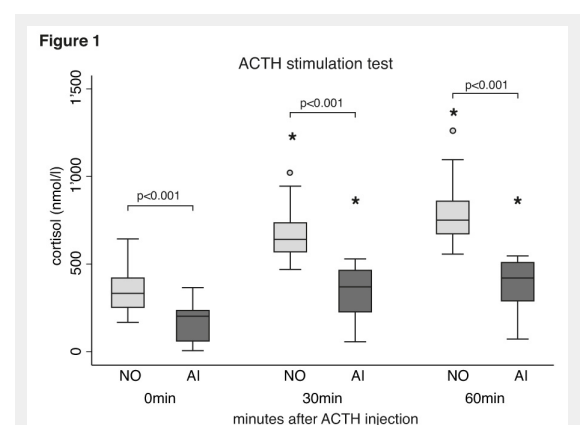 Figure 1
ACTH stimulation test
cortisol (nmol/l)
1'500
1'000
500
0
p<0.001
p<0.001
p<0.001
NO AI NO AI NO AI
0min 30min 60min
minutes after ACTH injection